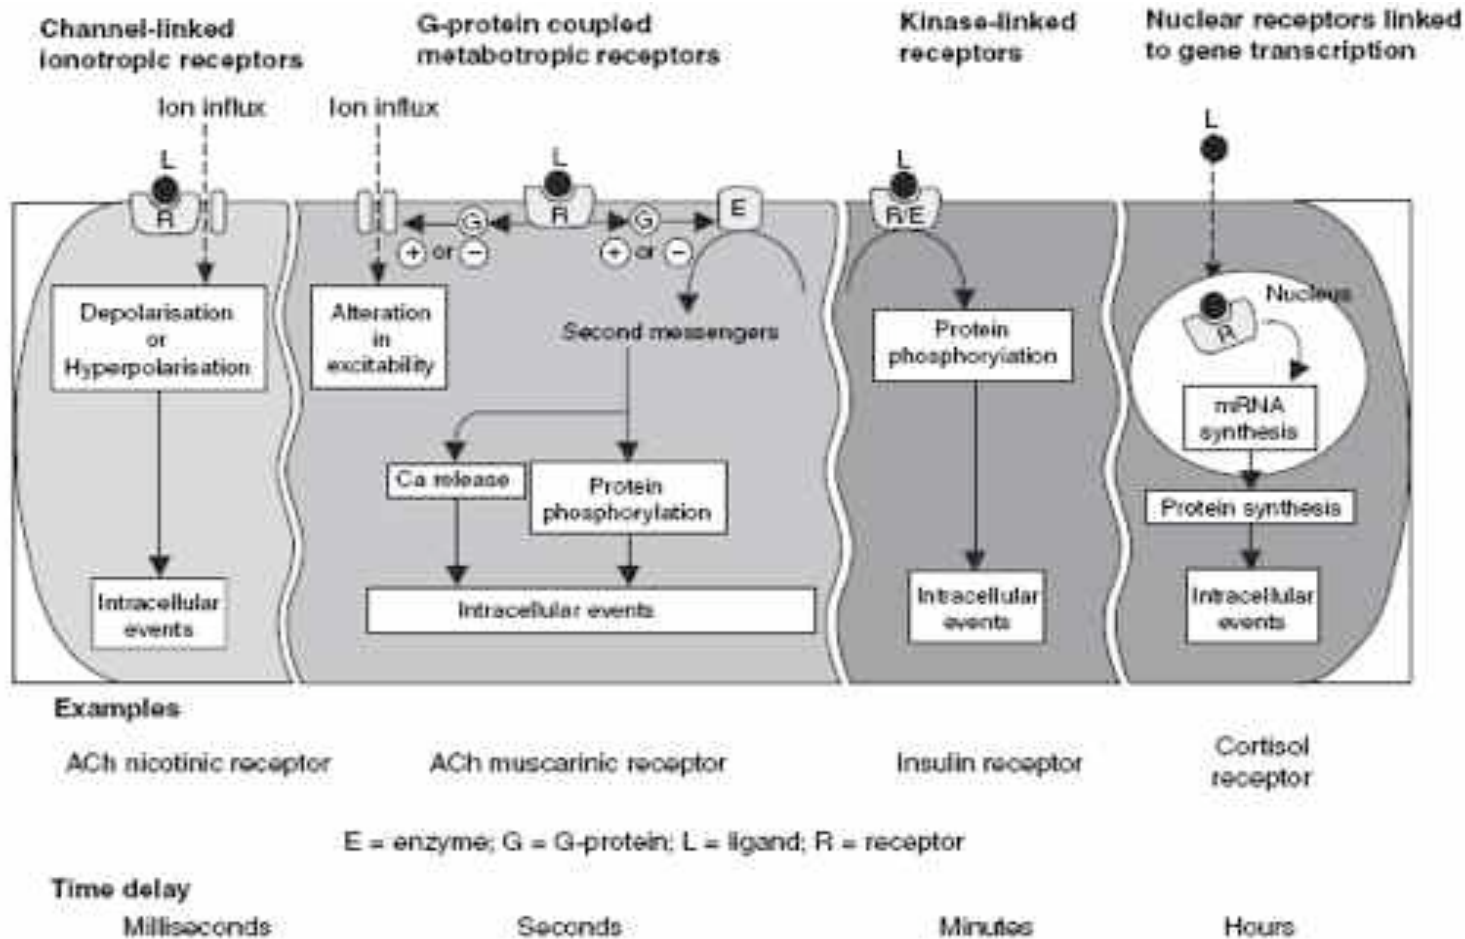 Channel-linked
ionotropic receptors
G-protein coupled
metabotropic receptors
Kinase-linked
receptors
Nuclear receptors linked
to gene transcription
Ion influx
Ion influx
L
R
G
L
R
G
E
+ or −
+ or −
L
R/E
L
Depolarisation
or
Hyperpolarisation
Alteration
in
excitability
Second messengers
Protein
phosphorylation
Nucleus
R
mRNA
synthesis
Ca release
Protein
phosphorylation
Protein synthesis
Intracellular
events
Intracellular events
Intracellular
events
Intracellular
events
Examples
ACh nicotinic receptor
ACh muscarinic receptor
Insulin receptor
Cortisol
receptor
E = enzyme; G = G-protein; L = ligand; R = receptor
Time delay
Milliseconds
Seconds
Minutes
Hours